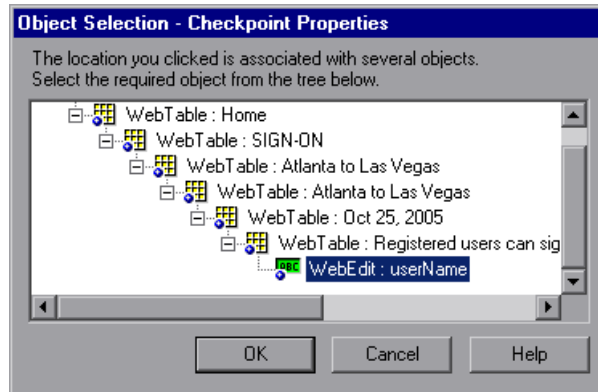 Object Selection - Checkpoint Properties
The location you clicked is associated with several objects.
Select the required object from the tree below.
WebTable : Home
WebTable : SIGN-ON
WebTable : Atlanta to Las Vegas
WebTable : Atlanta to Las Vegas
WebTable : Oct 25, 2005
WebTable : Registered users can sig
ABC WebEdit : userName
OK Cancel Help